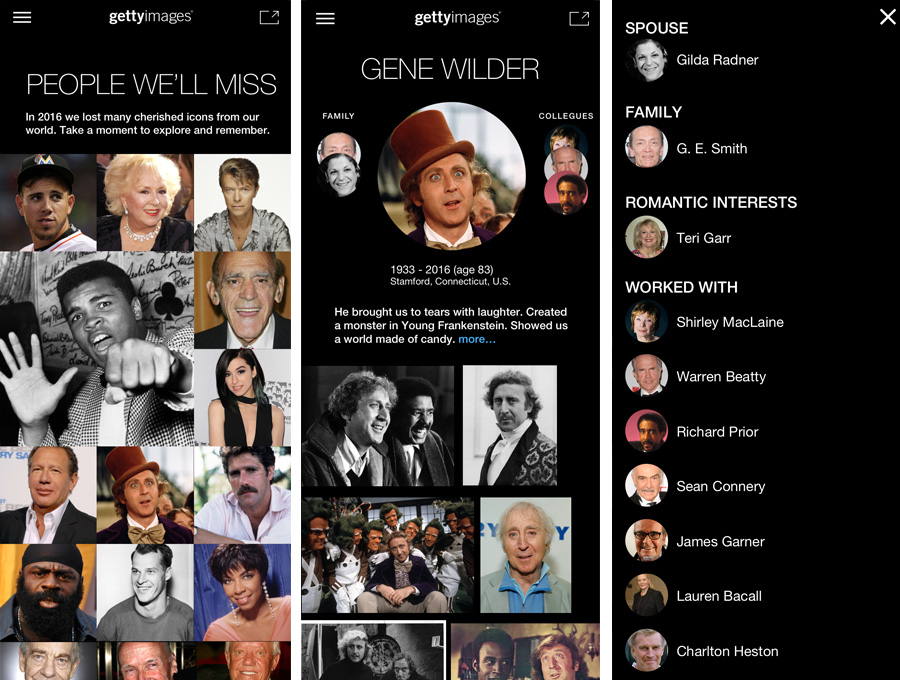 gettyimages®
PEOPLE WE'LL MISS
In 2016 we lost many cherished icons from our
world. Take a moment to explore and remember.
gettyimages®
GENE WILDER
FAMILY
COLLEGUES
1933 - 2016 (age 83)
Stamford, Connecticut, U.S.
He brought us to tears with laughter. Created
a monster in Young Frankenstein. Showed us
a world made of candy. more...
SPOUSE
Gilda Radner
FAMILY
G. E. Smith
ROMANTIC INTERESTS
Teri Garr
WORKED WITH
Shirley MacLaine
Warren Beatty
Richard Prior
Sean Connery
James Garner
Lauren Bacall
Charlton Heston